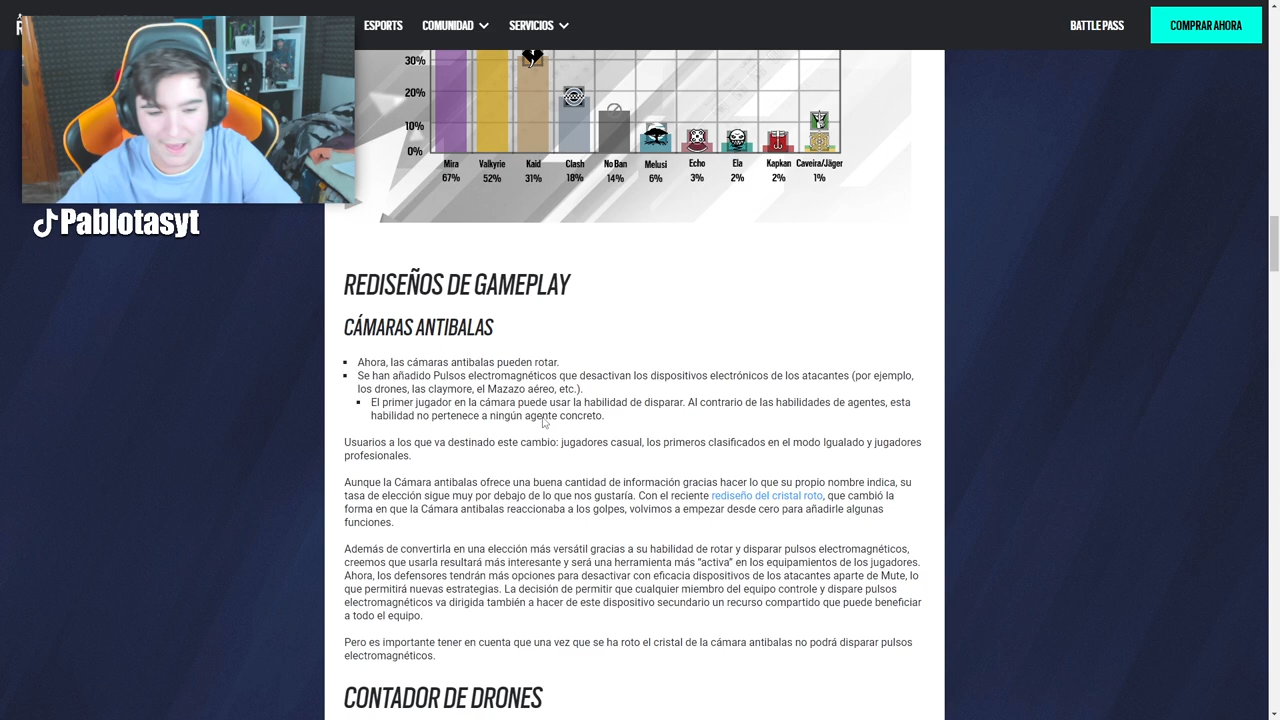 R
ESPORTS COMUNIDAD SERVICIOS BATTLE PASS COMPRAR AHORA
30%
20%
10%
0%
Mira Valkyrie Kaid Clash No Ban Melusi Echo Ela Kapkan Caveira/Jäger
67% 52% 31% 18% 14% 6% 3% 2% 2% 1%
Pablotasyt
REDISEÑOS DE GAMEPLAY
CÁMARAS ANTIBALAS
Ahora, las cámaras antibalas pueden rotar.
Se han añadido Pulsos electromagnéticos que desactivan los dispositivos electrónicos de los atacantes (por ejemplo,
los drones, las claymore, el Mazazo aéreo, etc.).
El primer jugador en la cámara puede usar la habilidad de disparar. Al contrario de las habilidades de agentes, esta
habilidad no pertenece a ningún agente concreto.
Usuarios a los que va destinado este cambio: jugadores casual, los primeros clasificados en el modo Igualado y jugadores
profesionales.
Aunque la Cámara antibalas ofrece una buena cantidad de información gracias hacer lo que su propio nombre indica, su
tasa de elección sigue muy por debajo de lo que nos gustaría. Con el reciente rediseño del cristal roto, que cambió la
forma en que la Cámara antibalas reaccionaba a los golpes, volvimos a empezar desde cero para añadirle algunas
funciones.
Además de convertirla en una elección más versátil gracias a su habilidad de rotar y disparar pulsos electromagnéticos,
creemos que usarla resultará más interesante y será una herramienta más “activa” en los equipamientos de los jugadores.
Ahora, los defensores tendrán más opciones para desactivar con eficacia dispositivos de los atacantes aparte de Mute, lo
que permitirá nuevas estrategias. La decisión de permitir que cualquier miembro del equipo controle y dispare pulsos
electromagnéticos va dirigida también a hacer de este dispositivo secundario un recurso compartido que puede beneficiar
a todo el equipo.
Pero es importante tener en cuenta que una vez que se ha roto el cristal de la cámara antibalas no podrá disparar pulsos
electromagnéticos.
CONTADOR DE DRONES